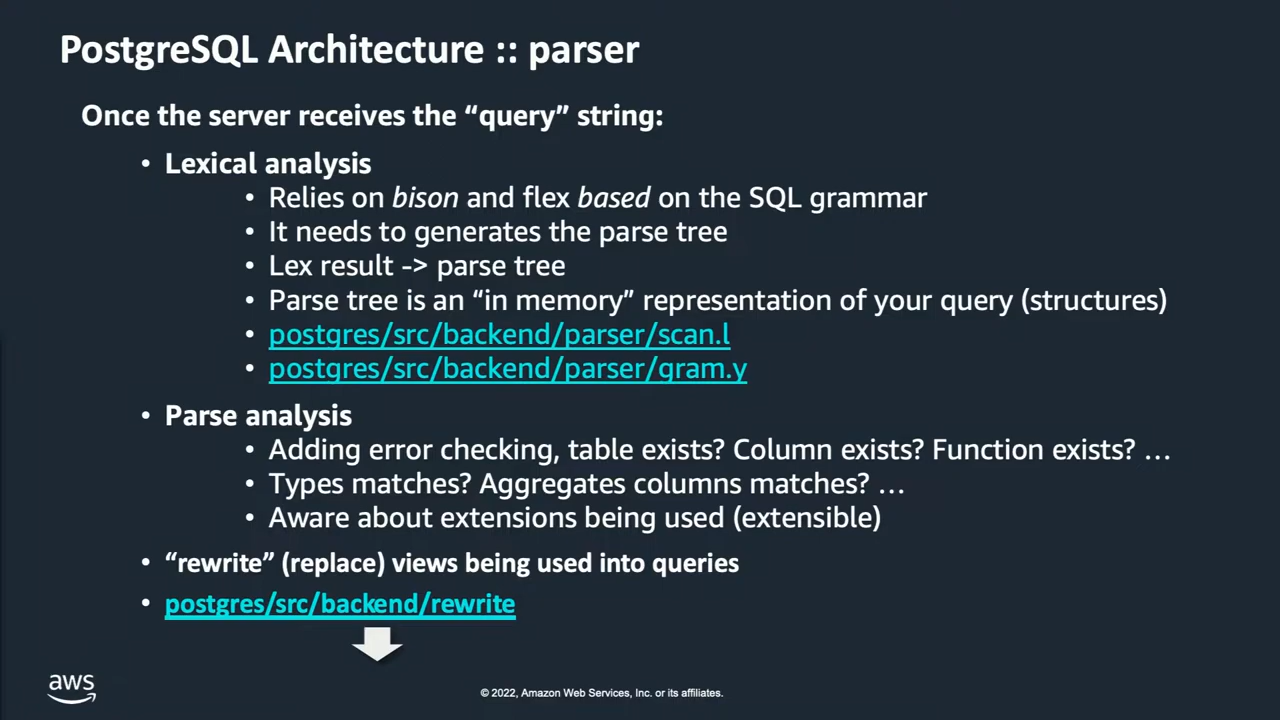 PostgreSQL Architecture :: parser
Once the server receives the “query” string:
• Lexical analysis
• Relies on bison and flex based on the SQL grammar
• It needs to generates the parse tree
• Lex result -> parse tree
• Parse tree is an “in memory” representation of your query (structures)
• postgres/src/backend/parser/scan.l
• postgres/src/backend/parser/gram.y
• Parse analysis
• Adding error checking, table exists? Column exists? Function exists? …
• Types matches? Aggregates columns matches? …
• Aware about extensions being used (extensible)
• “rewrite” (replace) views being used into queries
• postgres/src/backend/rewrite
aws
© 2022, Amazon Web Services, Inc. or its affiliates.